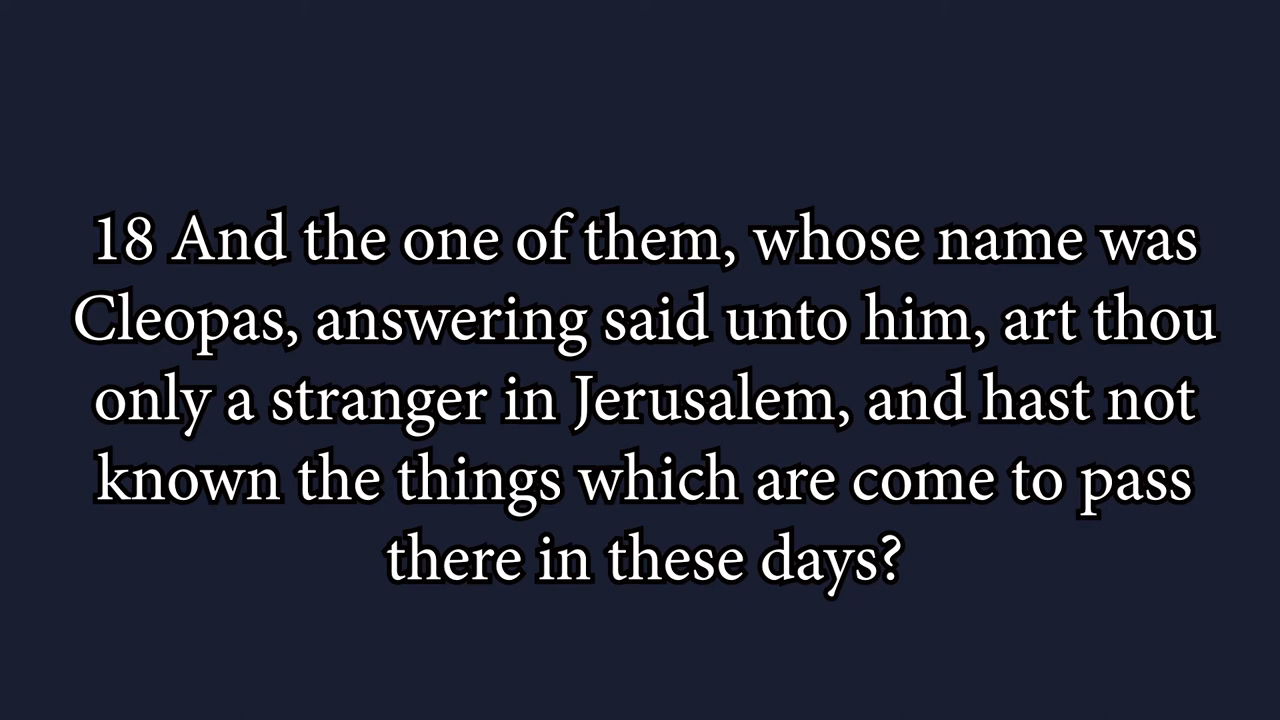 18 And the one of them, whose name was
Cleopas, answering said unto him, art thou
only a stranger in Jerusalem, and hast not
known the things which are come to pass
there in these days?